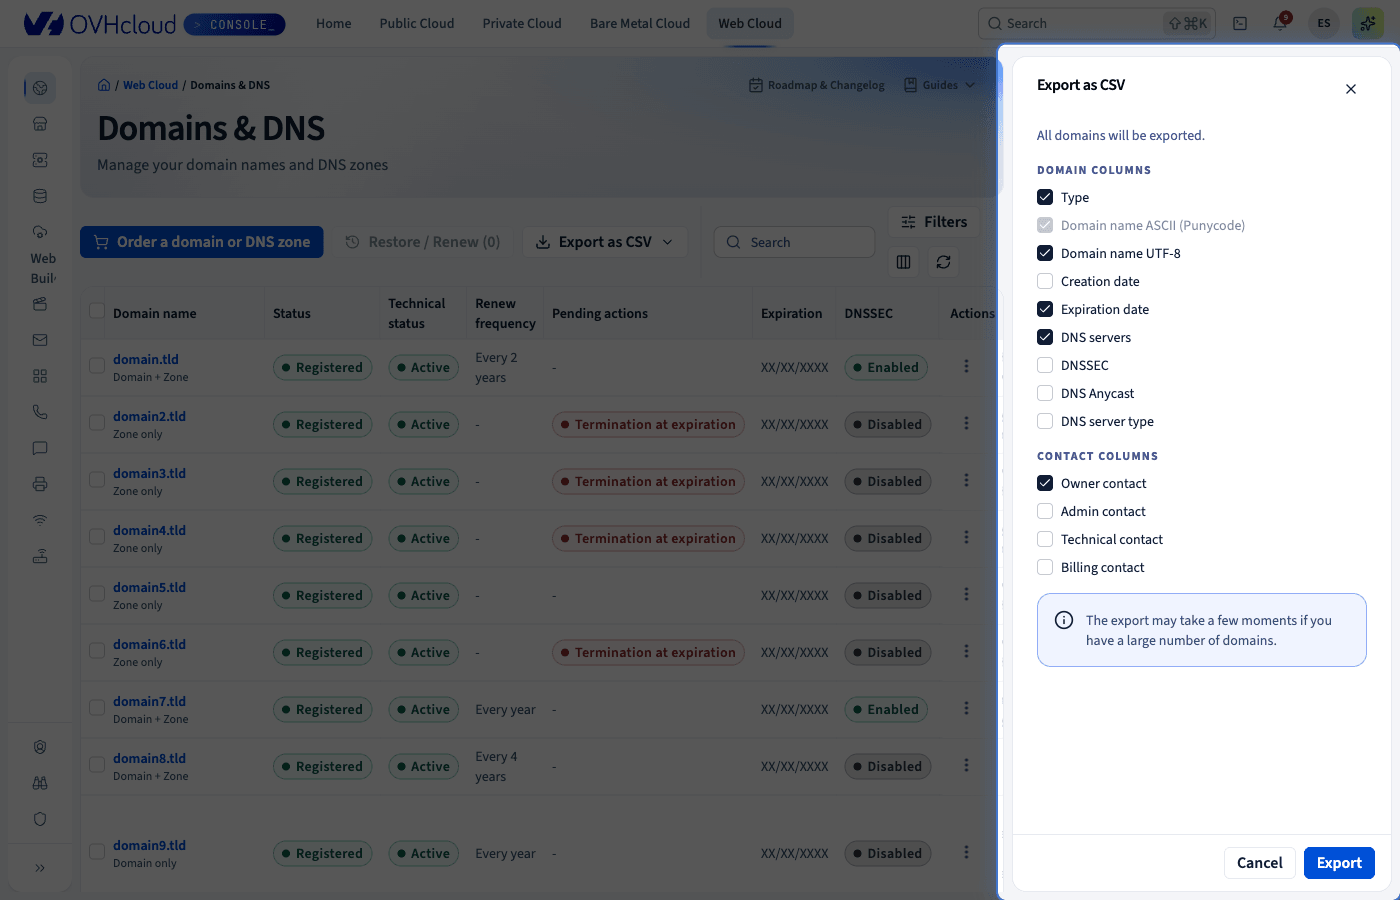 OVHcloud > CONSOLE_
Home
Public Cloud
Private Cloud
Bare Metal Cloud
Web Cloud
Search
⇧⌘K
9
ES
/ Web Cloud / Domains & DNS
Roadmap & Changelog
Guides
Domains & DNS
Manage your domain names and DNS zones
Order a domain or DNS zone
Restore / Renew (0)
Export as CSV
Search
Filters
Web
Buil
Domain name
Status
Technical
status
Renew
frequency
Pending actions
Expiration
DNSSEC
Actions
domain.tld
Domain + Zone
Registered
Active
Every 2
years
-
XX/XX/XXXX
Enabled
domain2.tld
Zone only
Registered
Active
-
Termination at expiration
XX/XX/XXXX
Disabled
domain3.tld
Zone only
Registered
Active
-
Termination at expiration
XX/XX/XXXX
Disabled
domain4.tld
Zone only
Registered
Active
-
Termination at expiration
XX/XX/XXXX
Disabled
domain5.tld
Zone only
Registered
Active
-
-
XX/XX/XXXX
Disabled
domain6.tld
Zone only
Registered
Active
-
Termination at expiration
XX/XX/XXXX
Disabled
domain7.tld
Domain + Zone
Registered
Active
Every year
-
XX/XX/XXXX
Enabled
domain8.tld
Domain + Zone
Registered
Active
Every 4
years
-
XX/XX/XXXX
Disabled
domain9.tld
Domain only
Registered
Active
Every year
-
XX/XX/XXXX
Disabled
Export as CSV
All domains will be exported.
DOMAIN COLUMNS
Type
Domain name ASCII (Punycode)
Domain name UTF-8
Creation date
Expiration date
DNS servers
DNSSEC
DNS Anycast
DNS server type
CONTACT COLUMNS
Owner contact
Admin contact
Technical contact
Billing contact
The export may take a few moments if you
have a large number of domains.
Cancel
Export